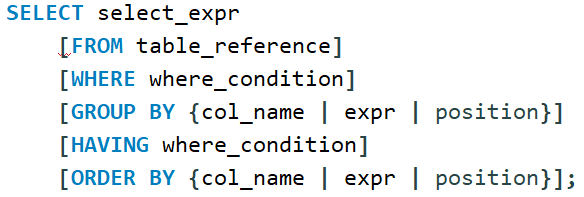 SELECT select_expr
[FROM table_reference]
[WHERE where_condition]
[GROUP BY {col_name | expr | position}]
[HAVING where_condition]
[ORDER BY {col_name | expr | position}];